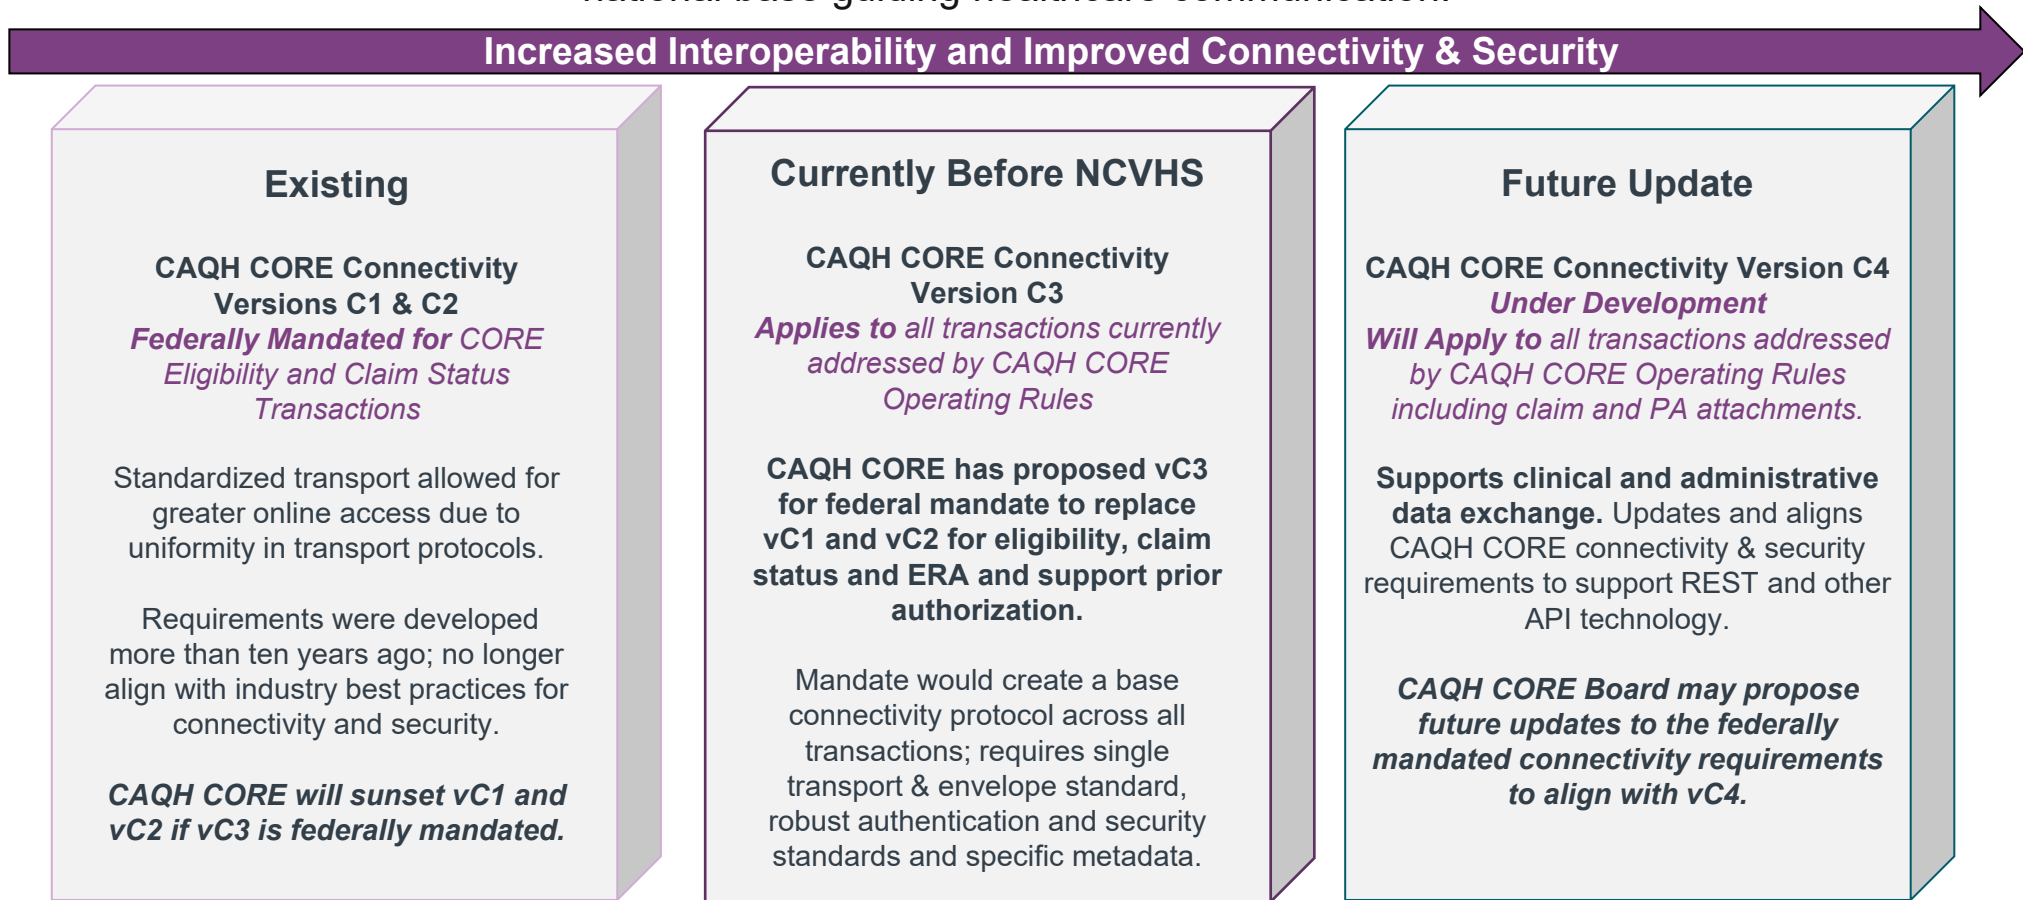 national base guiding healthcare communication.
Increased Interoperability and Improved Connectivity & Security
Existing
CAQH CORE Connectivity
Versions C1 & C2
Federally Mandated for CORE
Eligibility and Claim Status
Transactions
Standardized transport allowed for
greater online access due to
uniformity in transport protocols.
Requirements were developed
more than ten years ago; no longer
align with industry best practices for
connectivity and security.
CAQH CORE will sunset vC1 and
vC2 if vC3 is federally mandated.
Currently Before NCVHS
CAQH CORE Connectivity
Version C3
Applies to all transactions currently
addressed by CAQH CORE
Operating Rules
CAQH CORE has proposed vC3
for federal mandate to replace
vC1 and vC2 for eligibility, claim
status and ERA and support prior
authorization.
Mandate would create a base
connectivity protocol across all
transactions; requires single
transport & envelope standard,
robust authentication and security
standards and specific metadata.
Future Update
CAQH CORE Connectivity Version C4
Under Development
Will Apply to all transactions addressed
by CAQH CORE Operating Rules
including claim and PA attachments.
Supports clinical and administrative
data exchange. Updates and aligns
CAQH CORE connectivity & security
requirements to support REST and other
API technology.
CAQH CORE Board may propose
future updates to the federally
mandated connectivity requirements
to align with vC4.